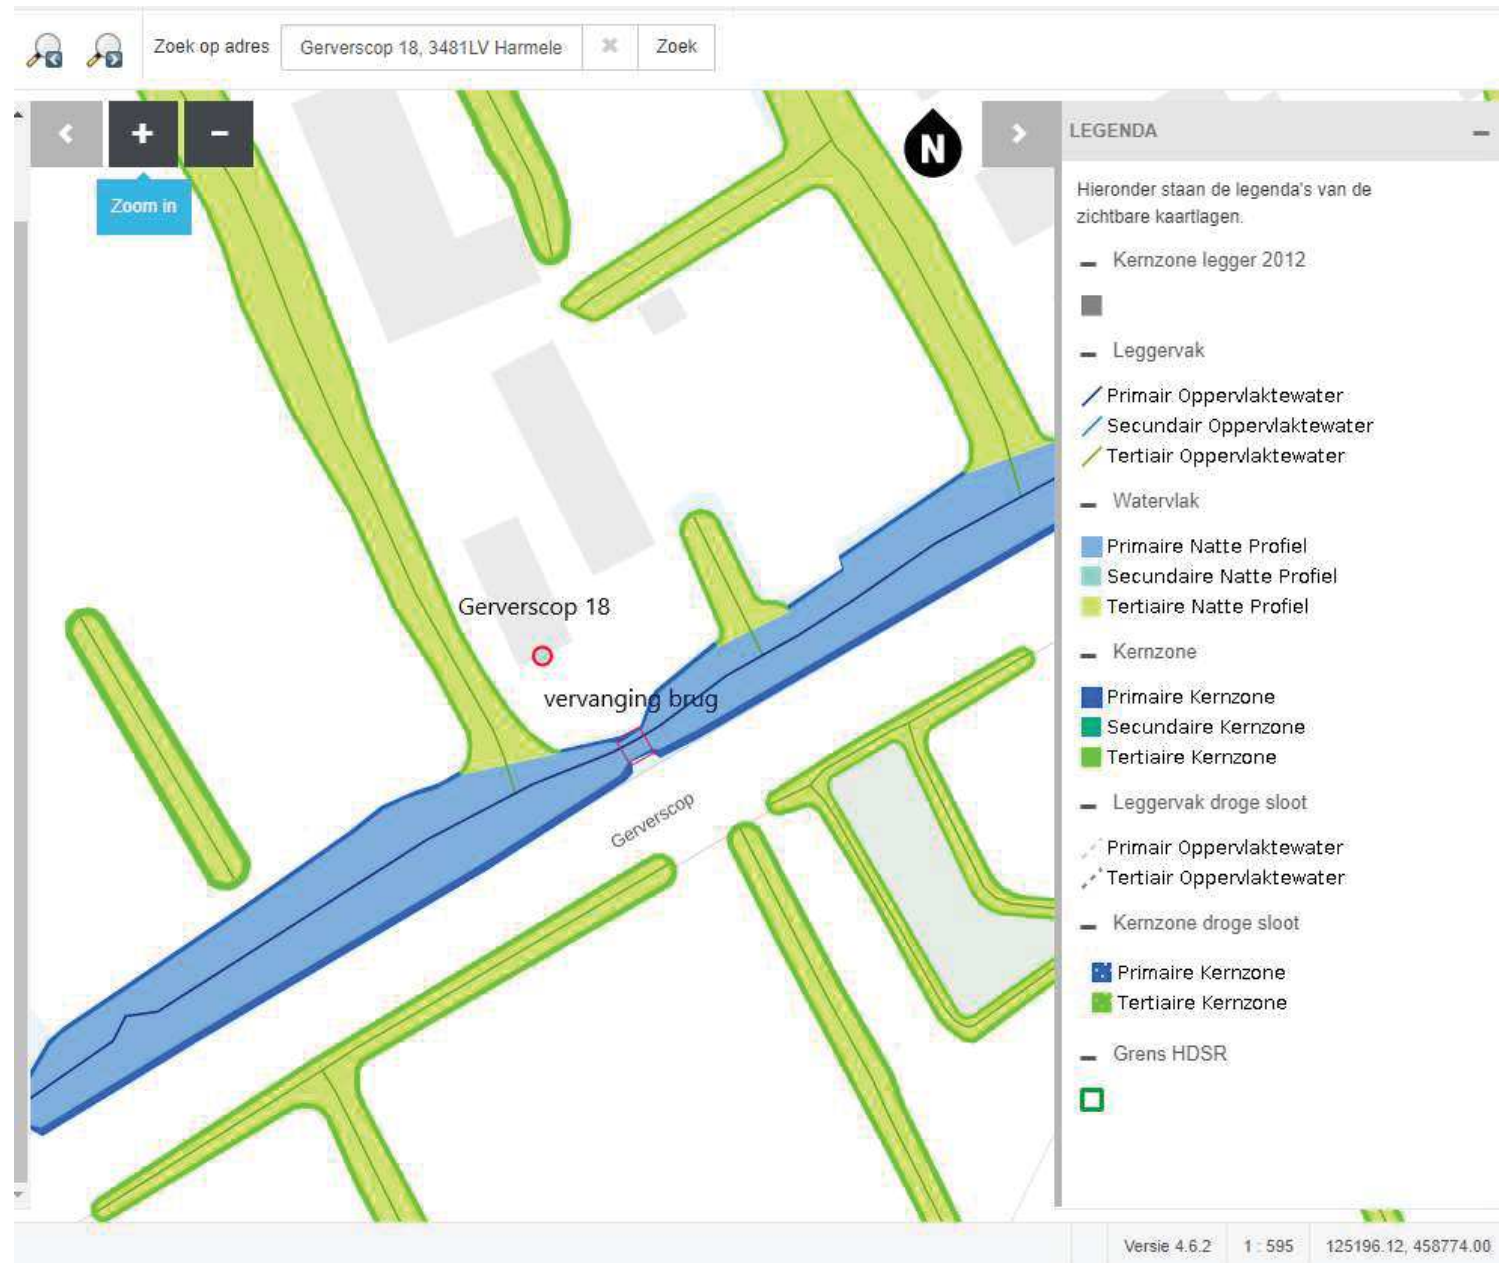 Zoek op adres
Gerverscop 18, 3481LV Harmele
Zoek
Zoom in
N
LEGENDA
Hieronder staan de legenda's van de
zichtbare kaartlagen.
Kernzone legger 2012
Leggervak
Primair Oppervlaktewater
Secundair Oppervlaktewater
Tertiair Oppervlaktewater
Watervlak
Primaire Natte Profiel
Secundaire Natte Profiel
Tertiaire Natte Profiel
Kernzone
Primaire Kernzone
Secundaire Kernzone
Tertiaire Kernzone
Leggervak droge sloot
Primair Oppervlaktewater
Tertiair Oppervlaktewater
Kernzone droge sloot
Primaire Kernzone
Tertiaire Kernzone
Grens HDSR
Gerverscop 18
vervanging brug
Gerverscop
Versie 4.6.2
1 : 595
125196.12, 458774.00